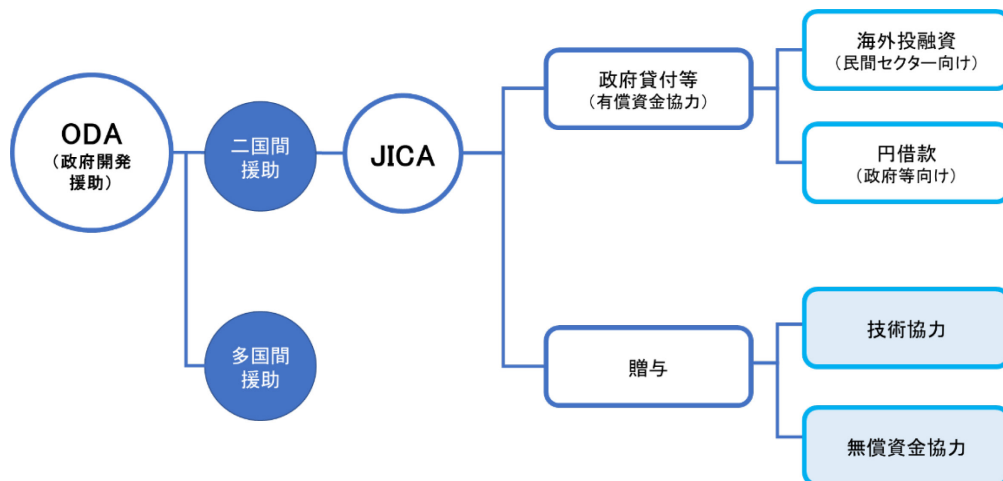 ODA
（政府開発
援助）
二国間
援助
多国間
援助
JICA
政府貸付等
（有償資金協力）
海外投融資
（民間セクター向け）
円借款
（政府等向け）
贈与
技術協力
無償資金協力